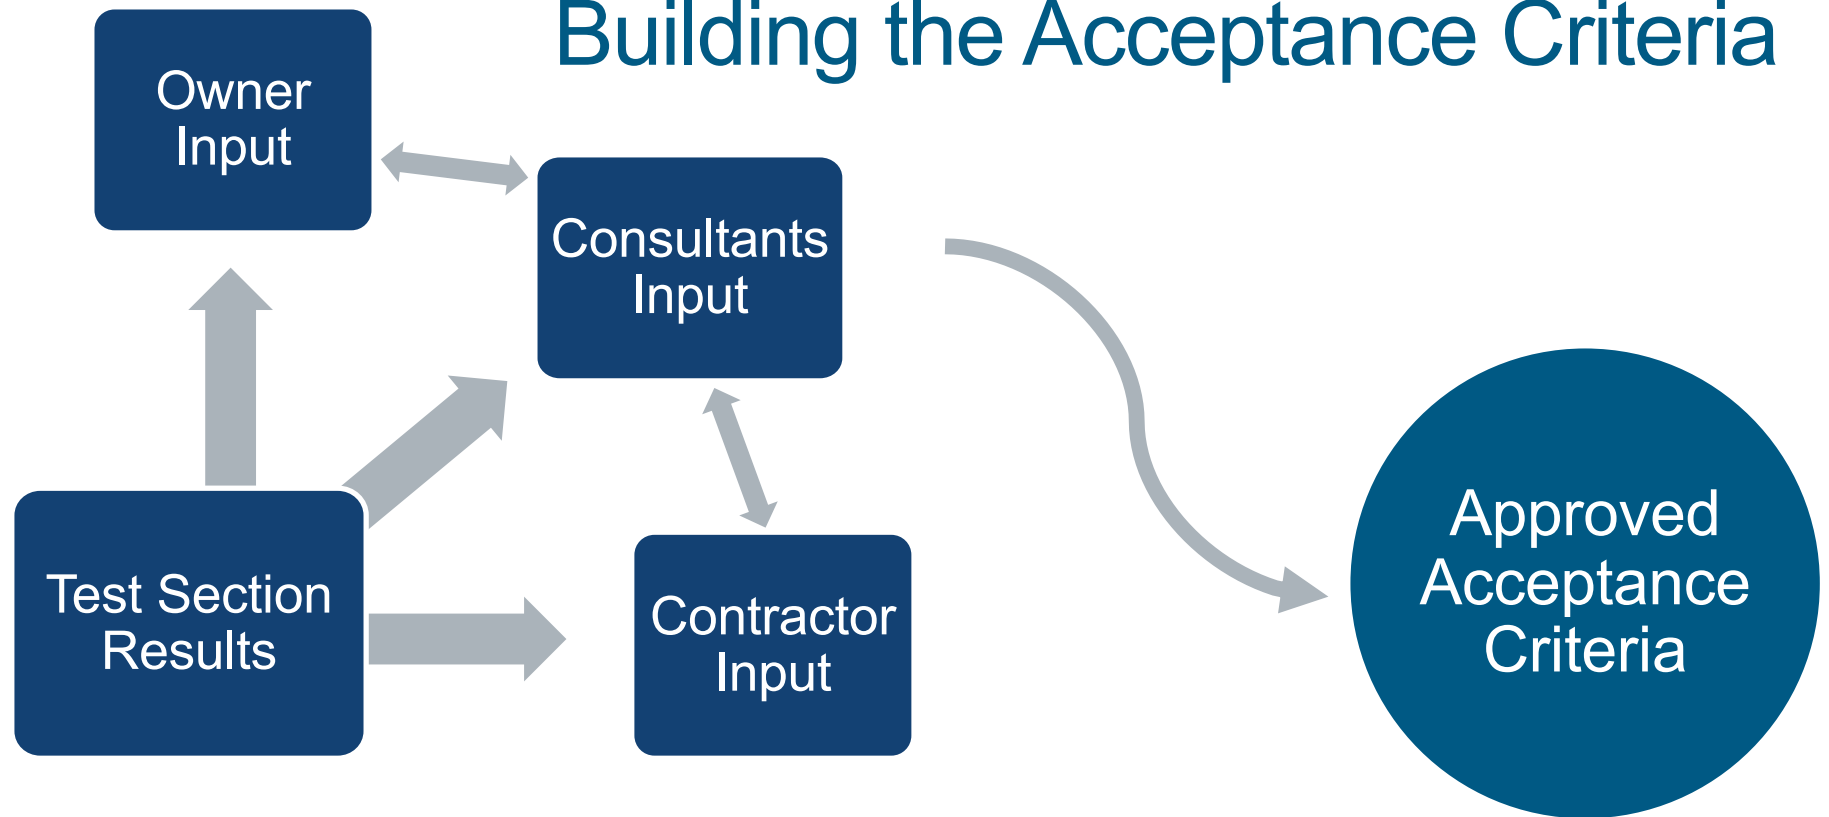 Building the Acceptance Criteria
Owner
Input
Consultants
Input
Test Section
Results
Contractor
Input
Approved
Acceptance
Criteria